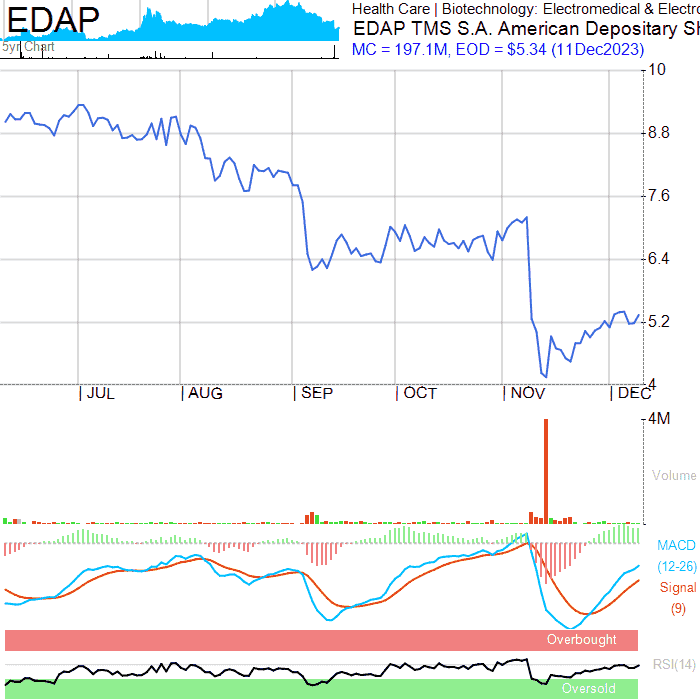 EDAP
5yr Chart
Health Care | Biotechnology: Electromedical & Electro
EDAP TMS S.A. American Depositary Sh
MC = 197.1M, EOD = $5.34 (11Dec2023)
10
8.8
7.6
6.4
5.2
4
JUL AUG SEP OCT NOV DEC
4M
Volume
MACD
(12-26)
Signal
(9)
Overbought
RSI(14)
Oversold